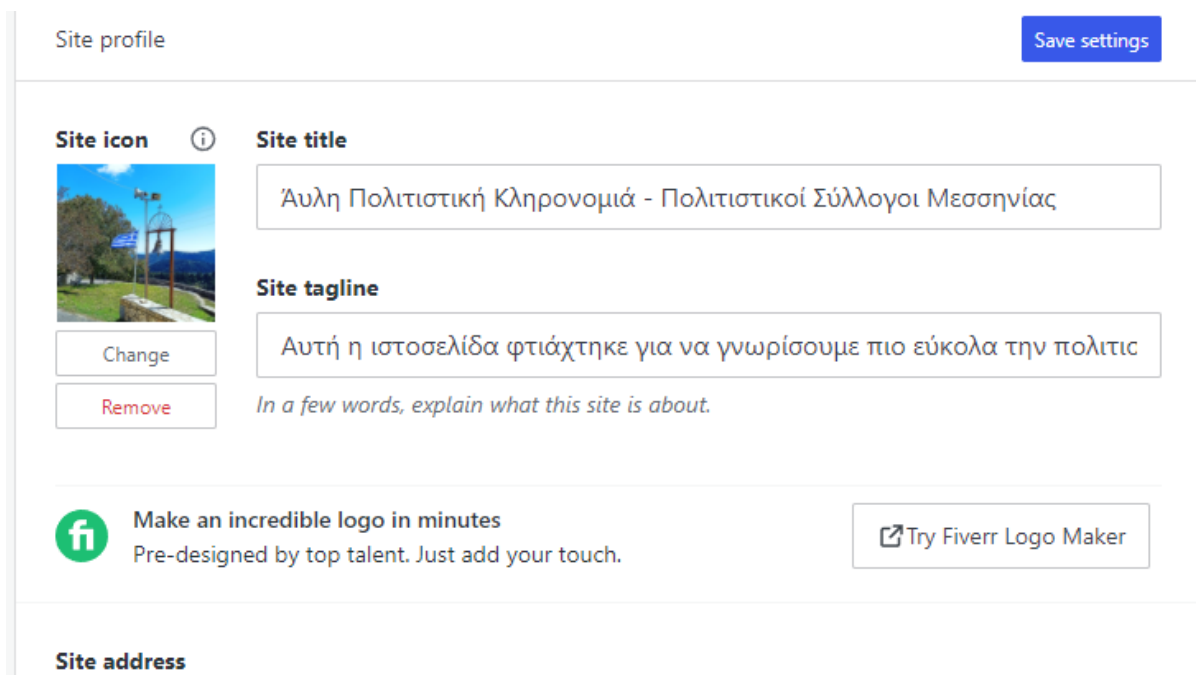 Site profile
Save settings
Site icon
Site title
Άυλη Πολιτιστική Κληρονομιά - Πολιτιστικοί Σύλλογοι Μεσσηνίας
Site tagline
Αυτή η ιστοσελίδα φτιάχτηκε για να γνωρίσουμε πιο εύκολα την
Change
Remove
In a few words, explain what this site is about.
fi
Make an incredible logo in minutes
Pre-designed by top talent. Just add your touch.
Try Fiverr Logo Maker
Site address